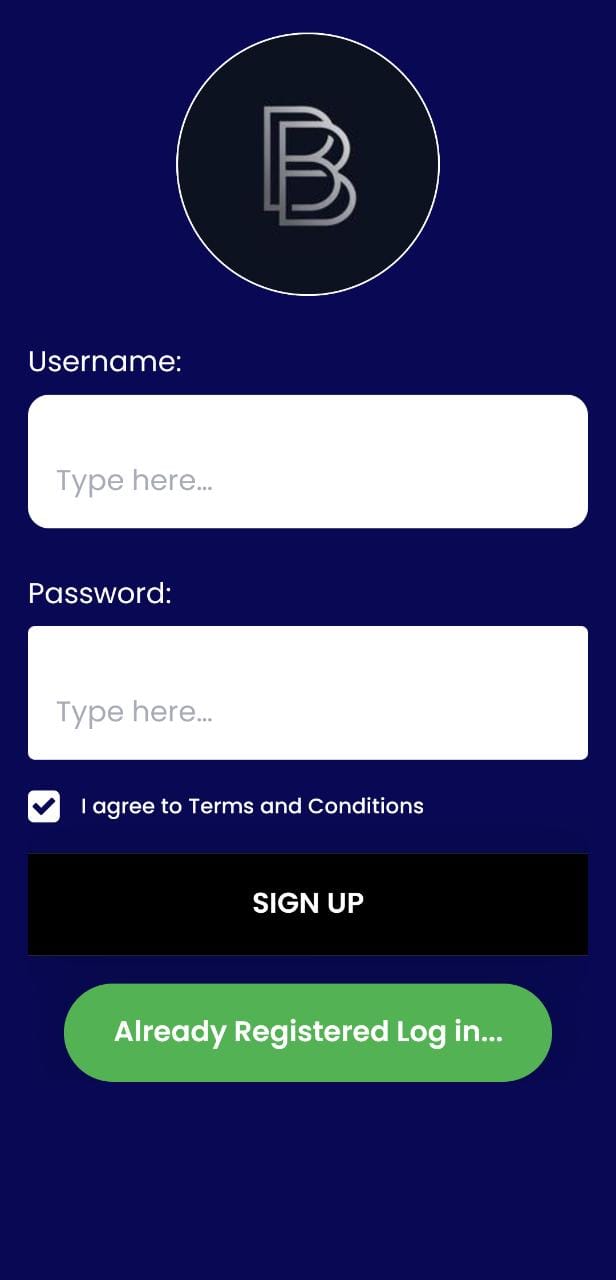 B
Username:
Type here...
Password:
Type here...
I agree to Terms and Conditions
SIGN UP
Already Registered Log in...